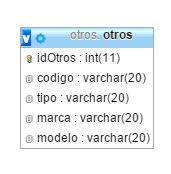 v otros. otros
idOtros : int(11)
codigo : varchar(20)
tipo : varchar(20)
marca : varchar(20)
modelo : varchar(20)